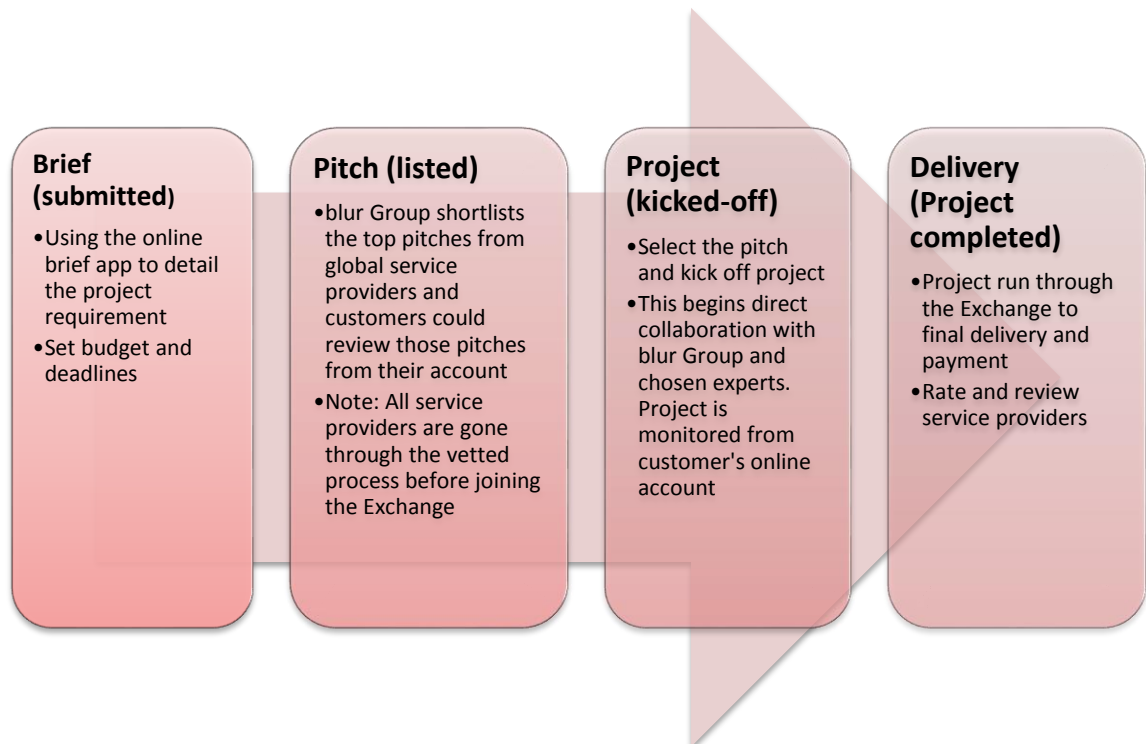 Brief
(submitted)
•Using the online
brief app to detail
the project
requirement
•Set budget and
deadlines
Pitch (listed)
•blur Group shortlists
the top pitches from
global service
providers and
customers could
review those pitches
from their account
•Note: All service
providers are gone
through the vetted
process before joining
the Exchange
Project
(kicked-off)
•Select the pitch
and kick off project
•This begins direct
collaboration with
blur Group and
chosen experts.
Project is
monitored from
customer's online
account
Delivery
(Project
completed)
•Project run through
the Exchange to
final delivery and
payment
•Rate and review
service providers